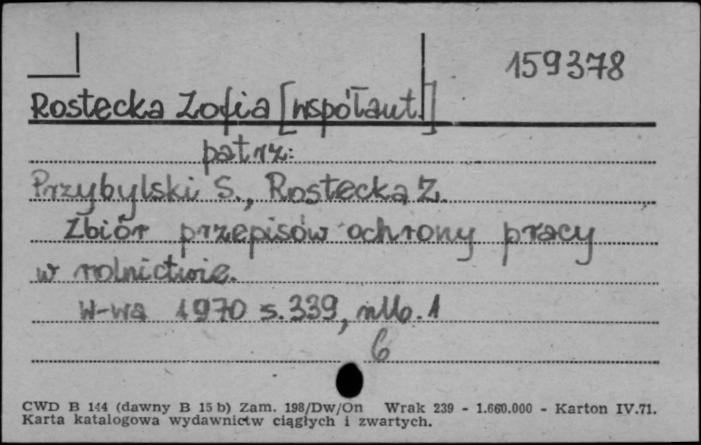 159378
Rostecka Zofia [współaut.]
patrz:
Przybylski S., Rostecka Z.
Zbiór przepisów ochrony pracy
w rolnictwie.
W-wa 1970 s. 339, nlb. 1
6
CWD B 144 (dawny B 15 b) Zam. 198/Dw/On Wrak 239 - 1.660.000 - Karton IV.71.
Karta katalogowa wydawnictw ciągłych i zwartych.